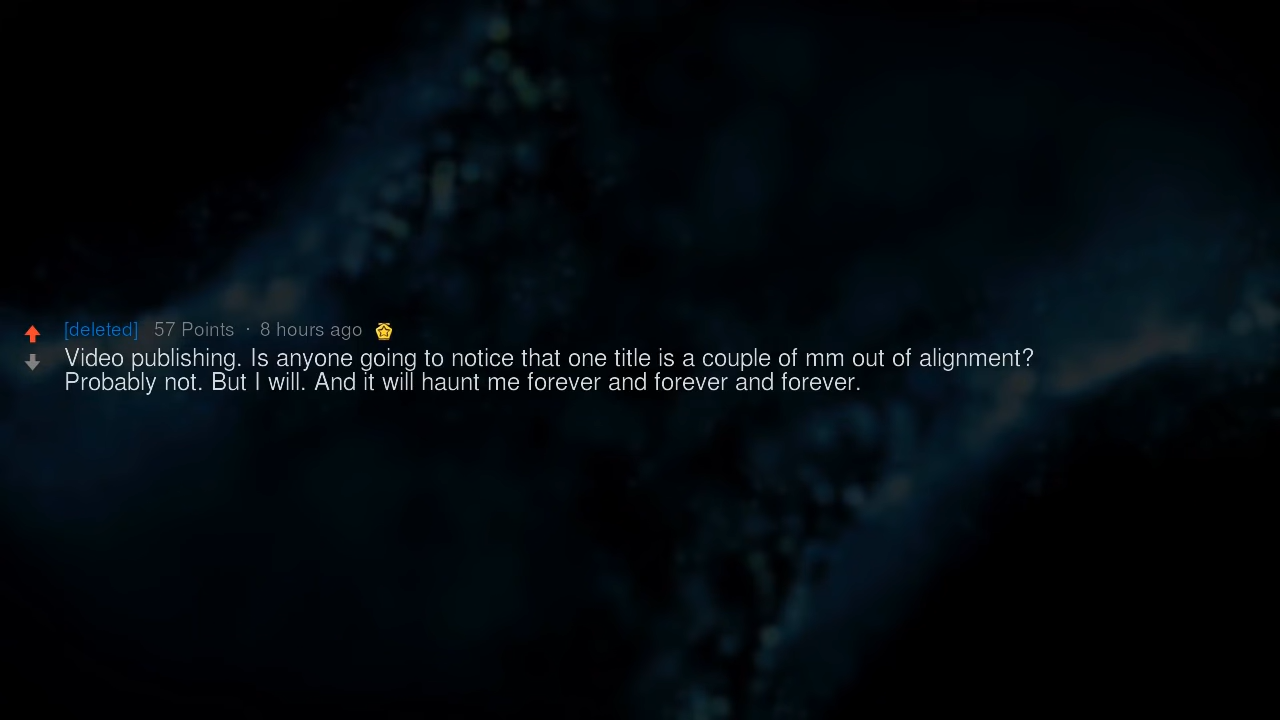 [deleted] 57 Points · 8 hours ago
Video publishing. Is anyone going to notice that one title is a couple of mm out of alignment?
Probably not. But I will. And it will haunt me forever and forever and forever.